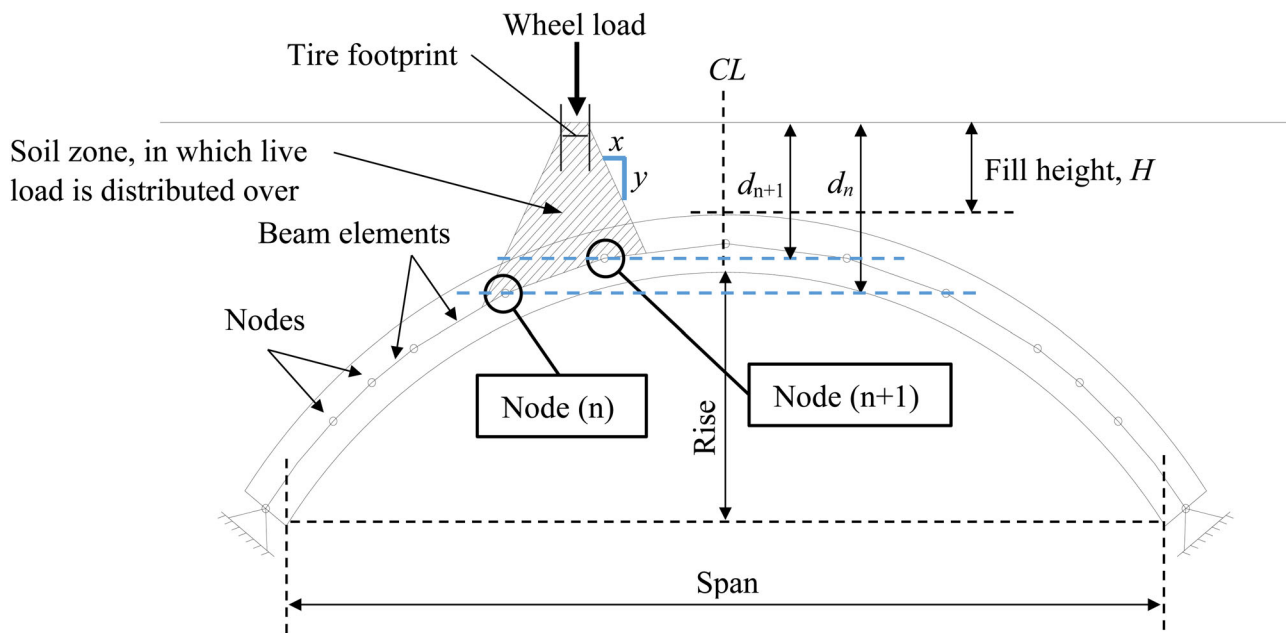 Wheel load
Tire footprint
CL
Soil zone, in which live
load is distributed over
x
y
d_{n+1}
d_n
Fill height, H
Beam elements
Nodes
Node (n)
Node (n+1)
Rise
Span